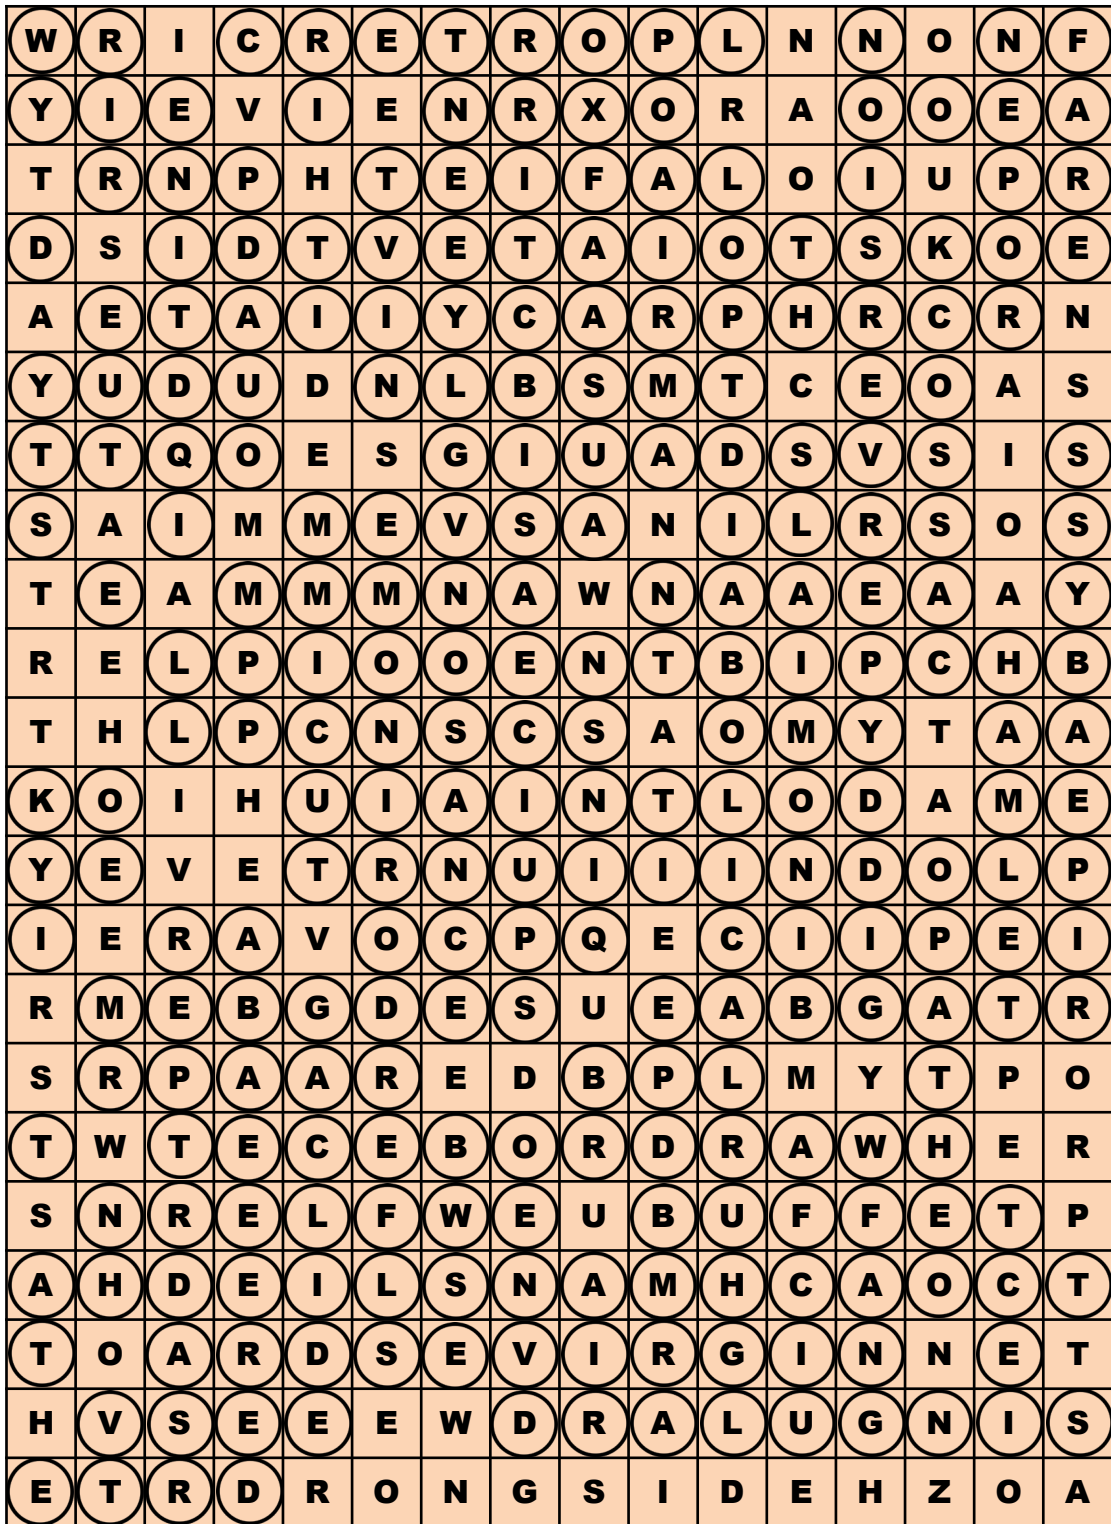 W R I C R E T R O P L N N O N F
Y I E V I E N R X O R A O O E A
T R N P H T E I F A L O I U P R
D S I D T V E T A I O T S K O E
A E T A I I Y C A R P H R C R N
Y U D U D N L B S M T C E O A S
T T Q O E S G I U A D S V S I S
S A I M M E V S A N I L R S O S
T E A M M M N A W N A A E A A Y
R E L P I O O E N T B I P C H B
T H L P C N S C S A O M Y T A A
K O I H U I A I N T L O D A M E
Y E V E T R N U I I I N D O L P
I E R A V O C P Q E C I I P E I
R M E B G D E S U E A B G A T R
S R P A A R E D B P L M Y T P O
T W T E C E B O R D R A W H E R
S N R E L F W E U B U F F E T P
A H D E I L S N A M H C A O C T
T O A R D S E V I R G I N N E T
H V S E E E W D R A L U G N I S
E T R D R O N G S I D E H Z O A